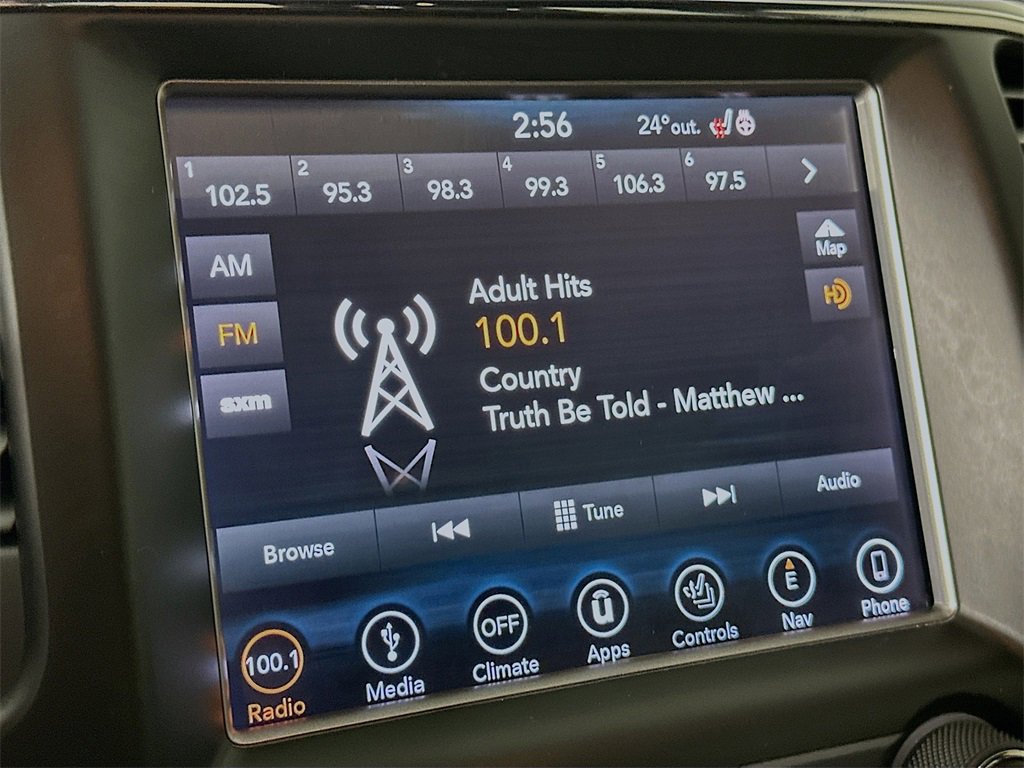 2:56 24° out.
1 102.5 2 95.3 3 98.3 4 99.3 5 106.3 6 97.5
Map
AM
HD
Adult Hits
FM
100.1
Country
sxm
Truth Be Told - Matthew ...
Browse Tune Audio
100.1 OFF E
Radio Media Climate Apps Controls Nav Phone